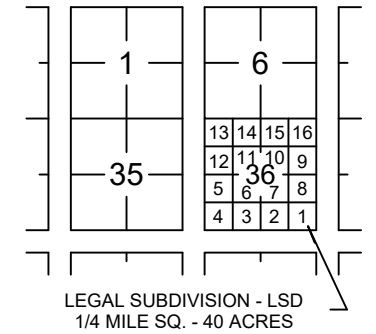 1 6
13 14 15 16
12 11 10 9
35 36
5 6 7 8
4 3 2 1
LEGAL SUBDIVISION - LSD
1/4 MILE SQ. - 40 ACRES